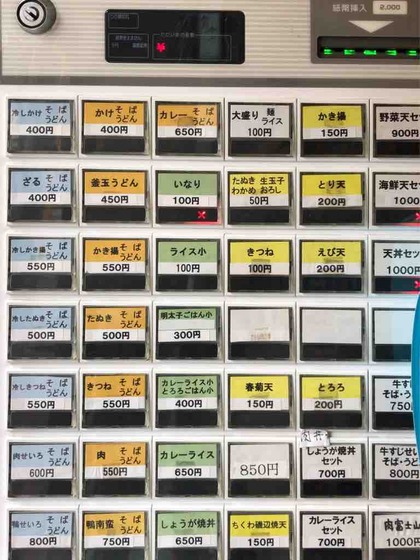 紙幣挿入 2,000
冷しかけ そば うどん
400円
かけ そば うどん
400円
カレー そば うどん
650円
大盛り 麺 ライス
100円
かき揚
150円
野菜天セッ
900円
ざる そば うどん
400円
釜玉うどん
450円
いなり
100円
たぬき 生玉子
わかめ おろし
50円
とり天
200円
海鮮天セッ
1000
冷しかき揚 そば うどん
550円
かき揚 そば うどん
550円
ライス小
100円
きつね
100円
えび天
200円
天丼セッ
1000
冷したぬき そば うどん
500円
たぬき そば うどん
500円
明太子ごはん小
300円
冷しきつね そば うどん
550円
きつね そば うどん
550円
カレーライス小
とろろごはん小
400円
春菊天
150円
とろろ
200円
牛すじ
そば・う
750
肉せいろ そば うどん
600円
肉 そば うどん
550円
カレーライス
650円
850円
肉丼
しょうが焼丼
セット
700円
牛すじせい
そば・うど
800円
鴨せいろ そば うどん
800円
鴨南蛮 そば うどん
750円
しょうが焼丼
650円
ちくわ磯辺焼天
150円
カレーライス
セット
700円
肉富士山
1000円